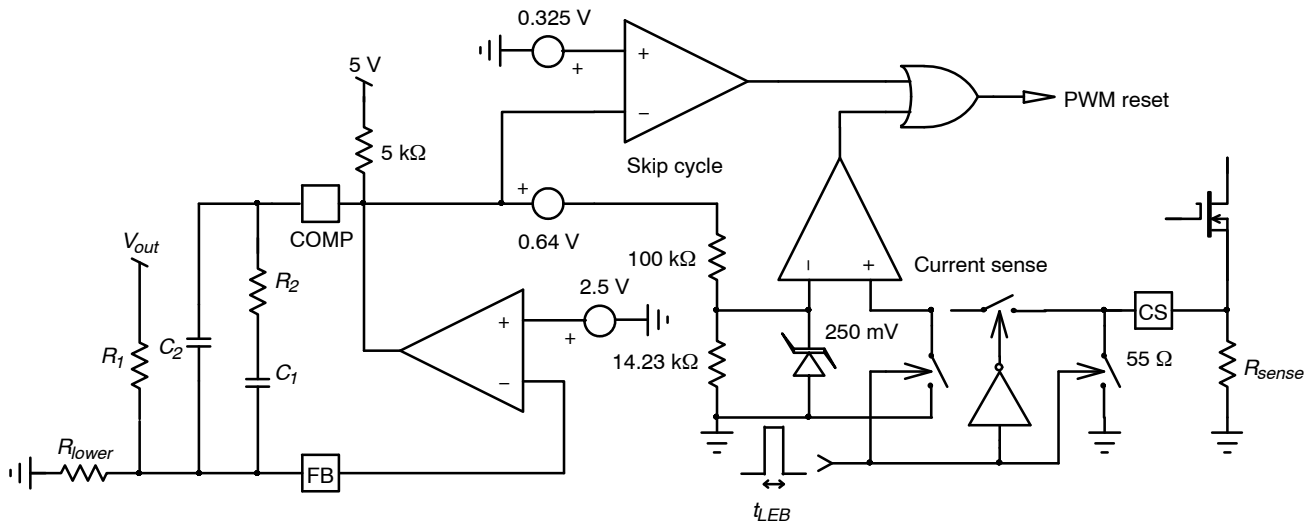 0.325 V
+
+
−
5 V
5 kΩ
Skip cycle
PWM reset
+
0.64 V
COMP
V_out
R_2
100 kΩ
−
+
Current sense
CS
2.5 V
+
+
−
250 mV
R_1
C_2
C_1
14.23 kΩ
55 Ω
R_sense
R_lower
FB
t_LEB